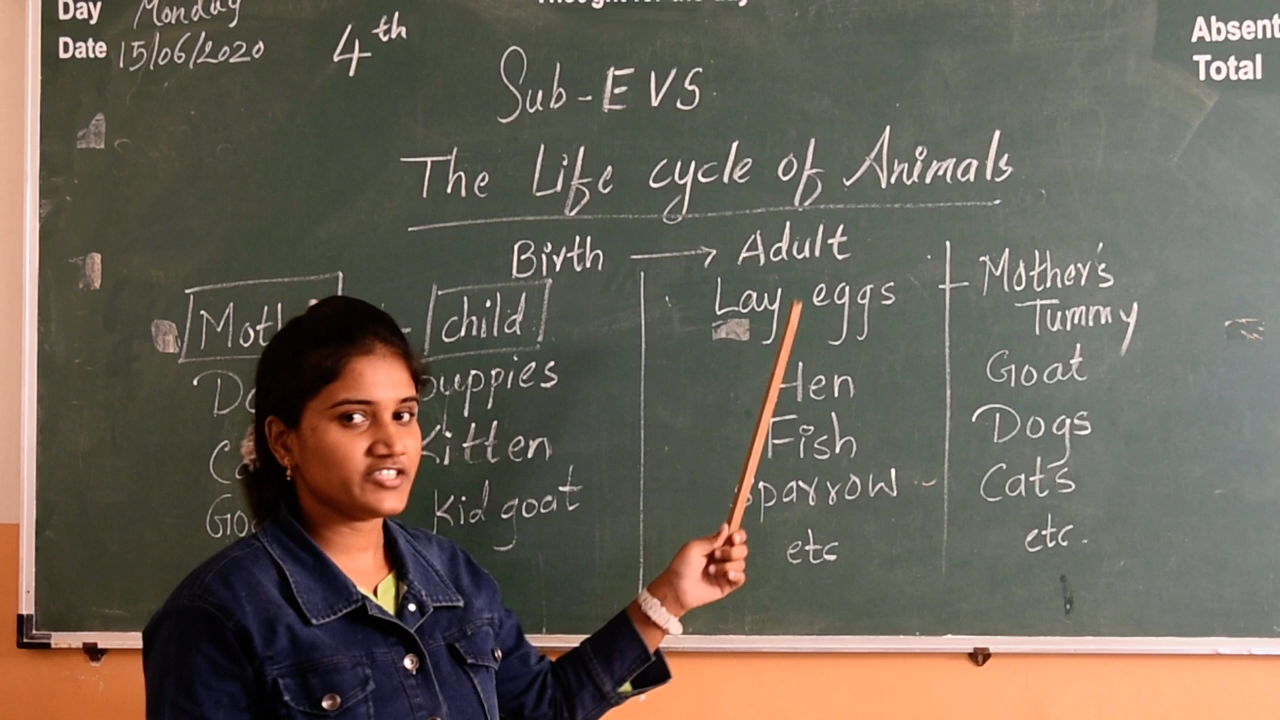 Day Monday
Date 15/06/2020
4th
Absent
Total
Sub-EVS
The Life cycle of Animals
Birth → Adult
child
puppies
Kitten
Kid goat
Lay eggs
Hen
Fish
sparrow
etc
Mother's
Tummy
Goat
Dogs
Cats
etc.